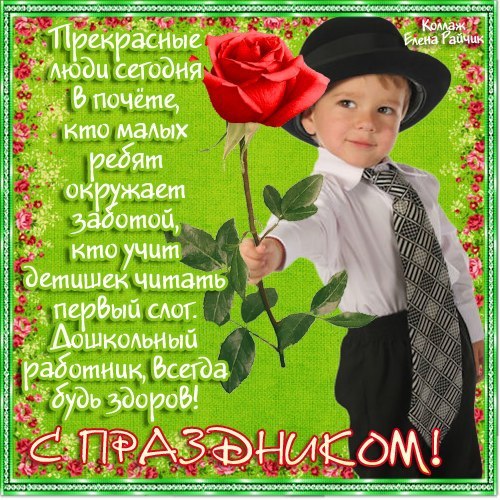 Коллаж
Елена Райчик
Прекрасные
люди сегодня
в почёте,
кто малых
ребят
окружает
заботой,
кто учит
детишек читать
первый слог.
Дошкольный
работник, всегда
будь здоров!
С ПРАЗДНИКОМ!